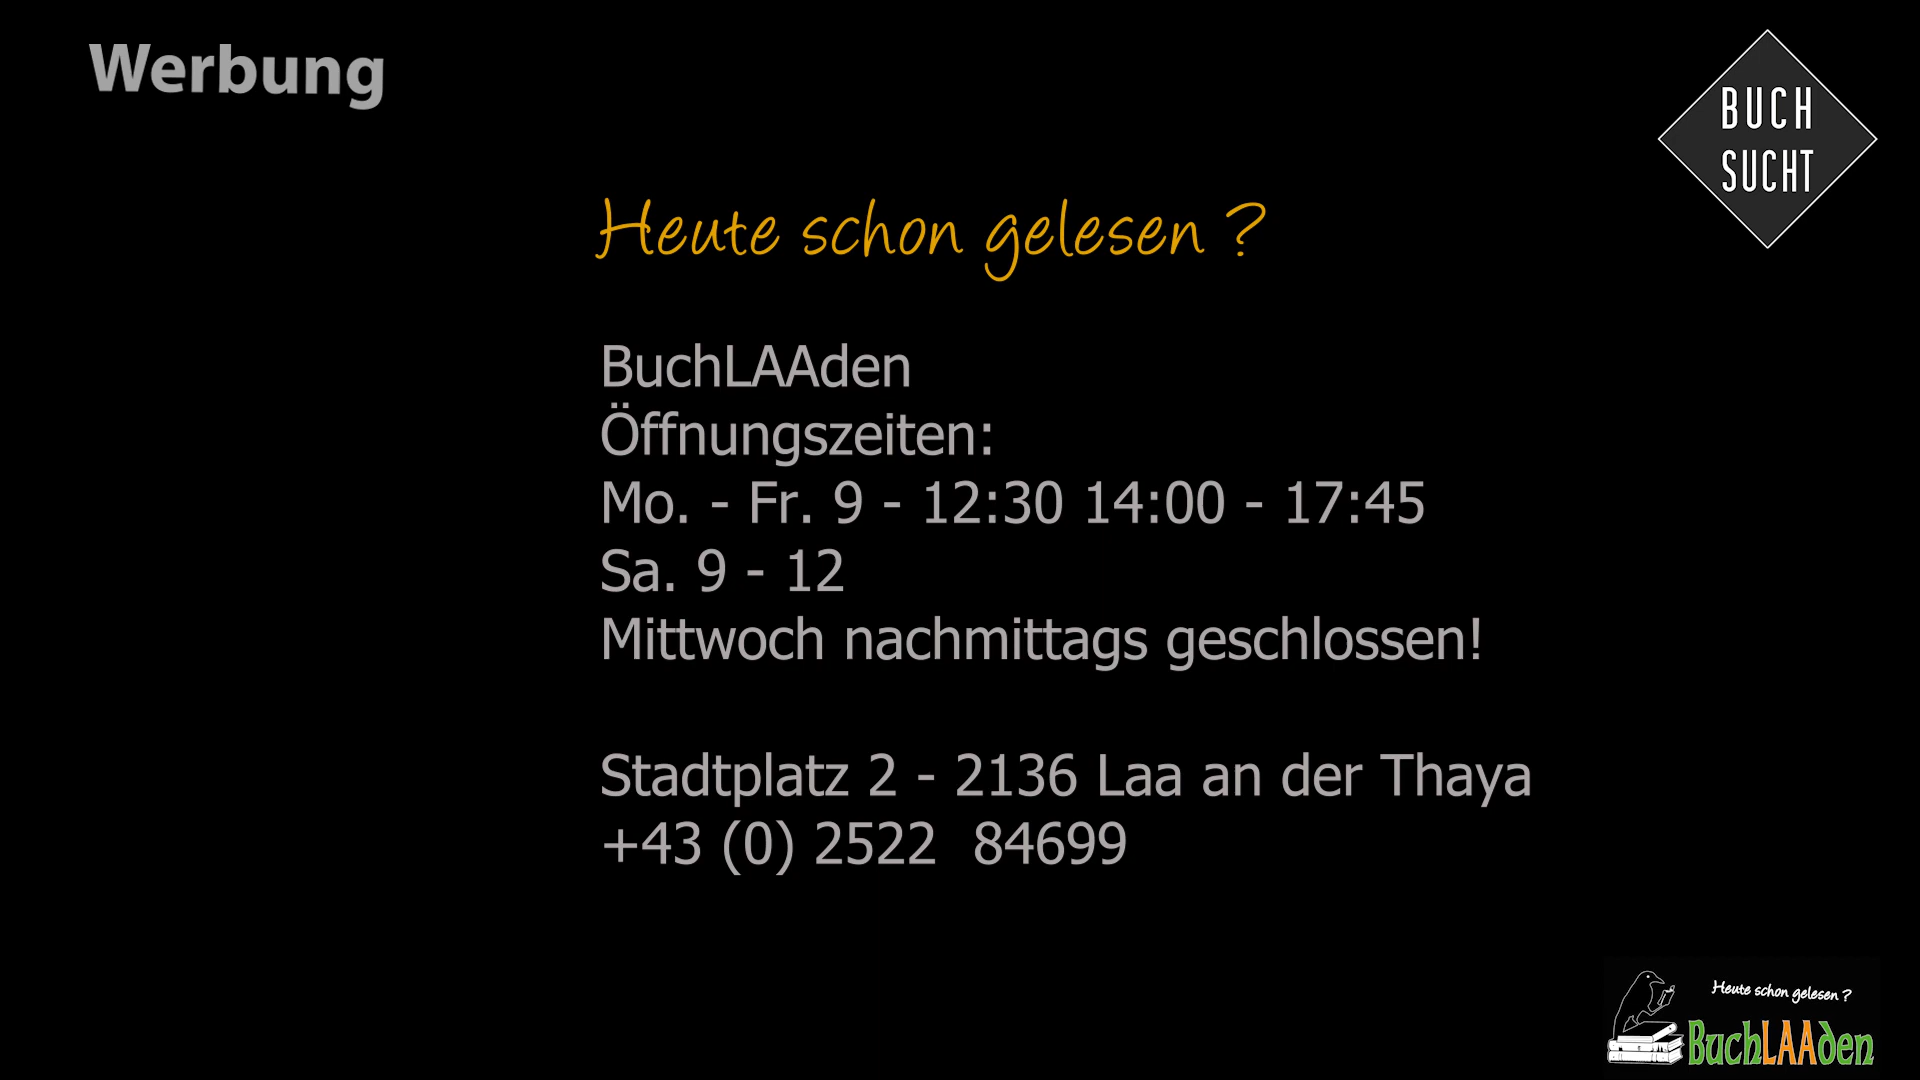 Werbung
BUCH
SUCHT
Heute schon gelesen ?
BuchLAAden
Öffnungszeiten:
Mo. - Fr. 9 - 12:30 14:00 - 17:45
Sa. 9 - 12
Mittwoch nachmittags geschlossen!
Stadtplatz 2 - 2136 Laa an der Thaya
+43 (0) 2522  84699
Heute schon gelesen ?
BuchLAAden